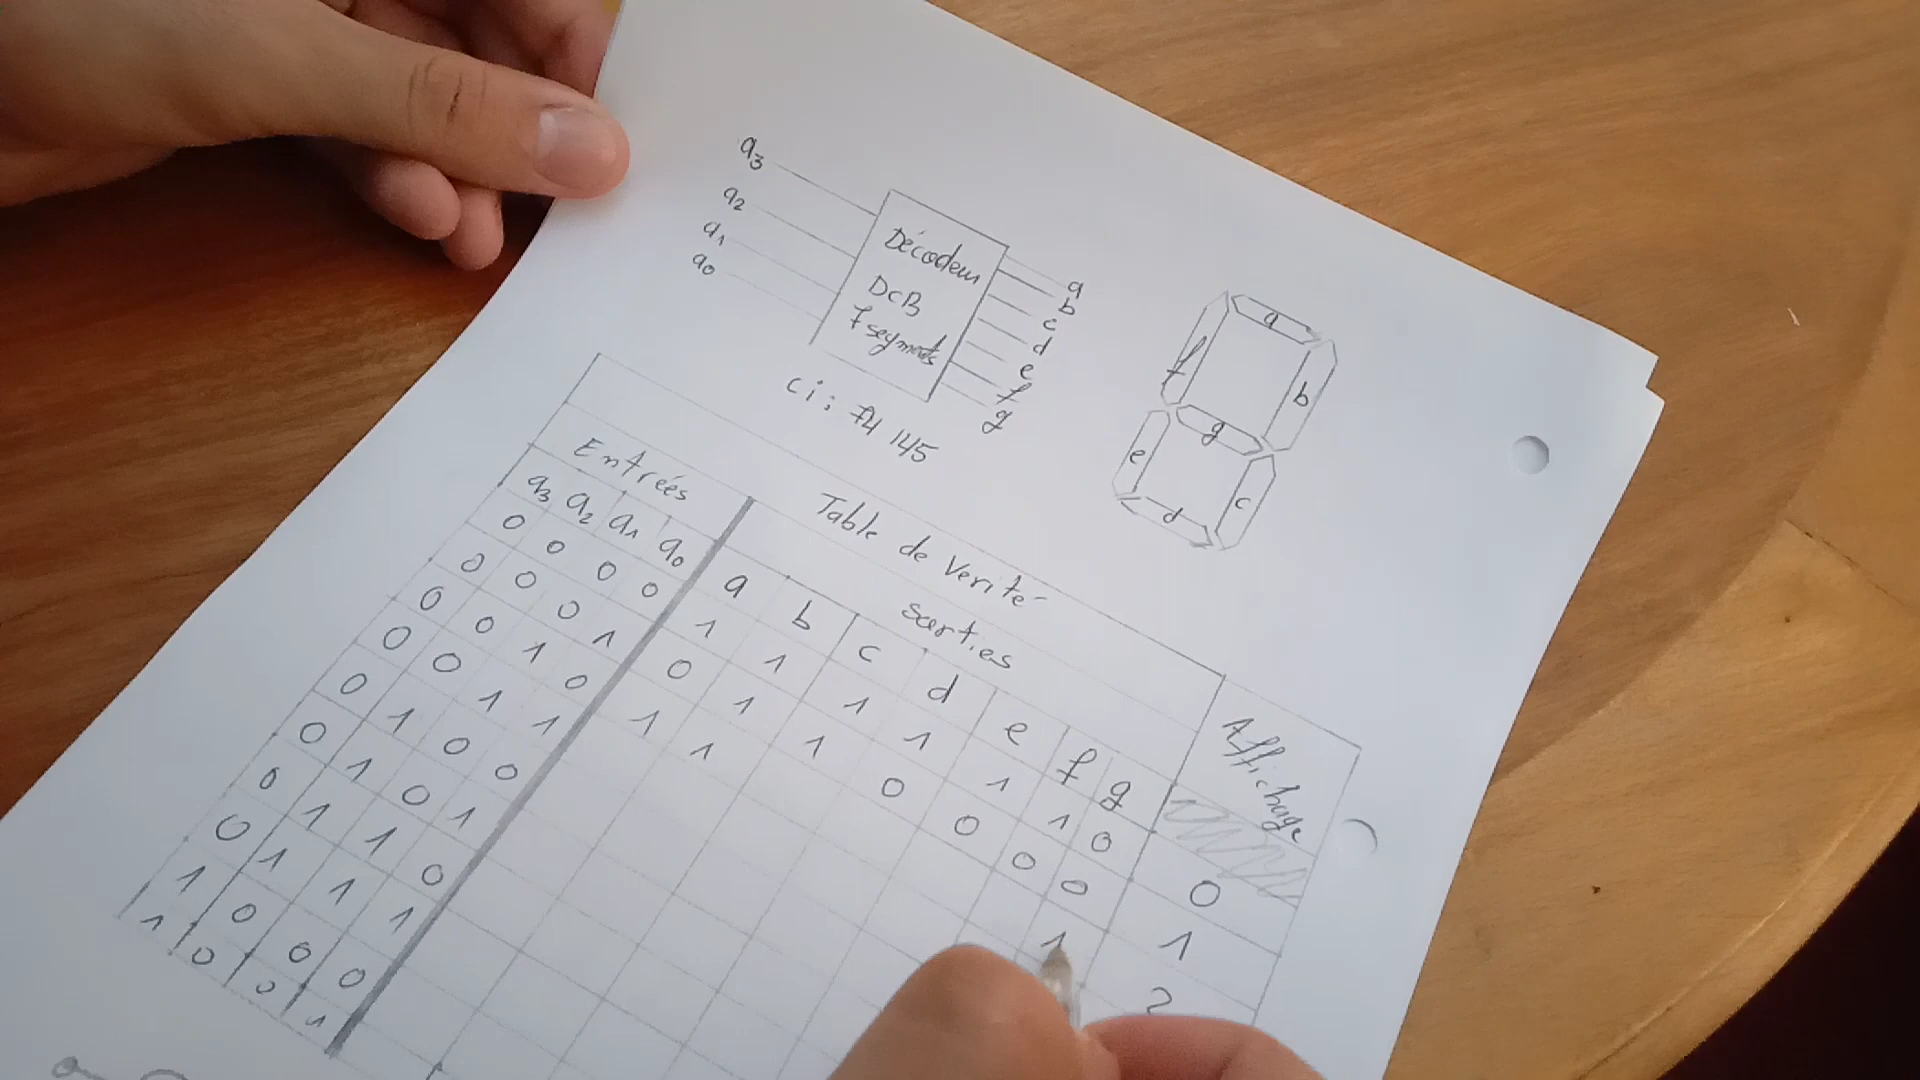 a3
a2
a1
a0
Décodeur
DCB
7 segments
a
b
c
d
e
f
g
ci: 74 145
a
f b
g
e c
d
Table de Verité
Entreés sorties Affichage
a3 a2 a1 a0 a b c d e f g
0 0 0 0 1 1 1 1 1 1 0 0
0 0 0 1 0 1 1 0 0 0 0 1
0 0 1 0 1 1 1 2
0 0 1 1
0 1 0 0
0 1 0 1
0 1 1 0
0 1 1 1
1 0 0 0
1 0 0 1